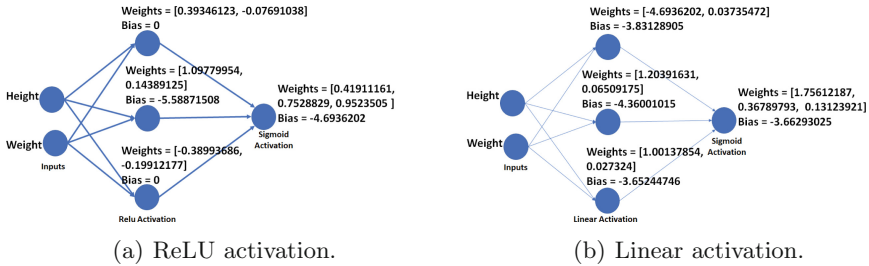 Weights = [0.39346123, -0.07691038]
Bias = 0
Weights = [1.09779954,
0.14389125]
Bias = -5.58871508
Height
Weight
Inputs
Weights = [0.41911161,
0.7528829, 0.9523505 ]
Bias = -4.6936202
Sigmoid
Activation
Weights = [-0.38993686,
-0.19912177]
Bias = 0
Relu Activation
(a) ReLU activation.
Weights = [-4.6936232, 0.03735472]
Bias = -3.83128905
Weights = [1.20391631,
0.06509175]
Bias = -4.36001015
Height
Weight
Inputs
Weights = [1.75612187,
0.36789793, 0.13123921]
Bias = -3.66293025
Sigmoid
Activation
Weights = [1.00137854,
0.027324]
Bias = -3.65244746
Linear Activation
(b) Linear activation.